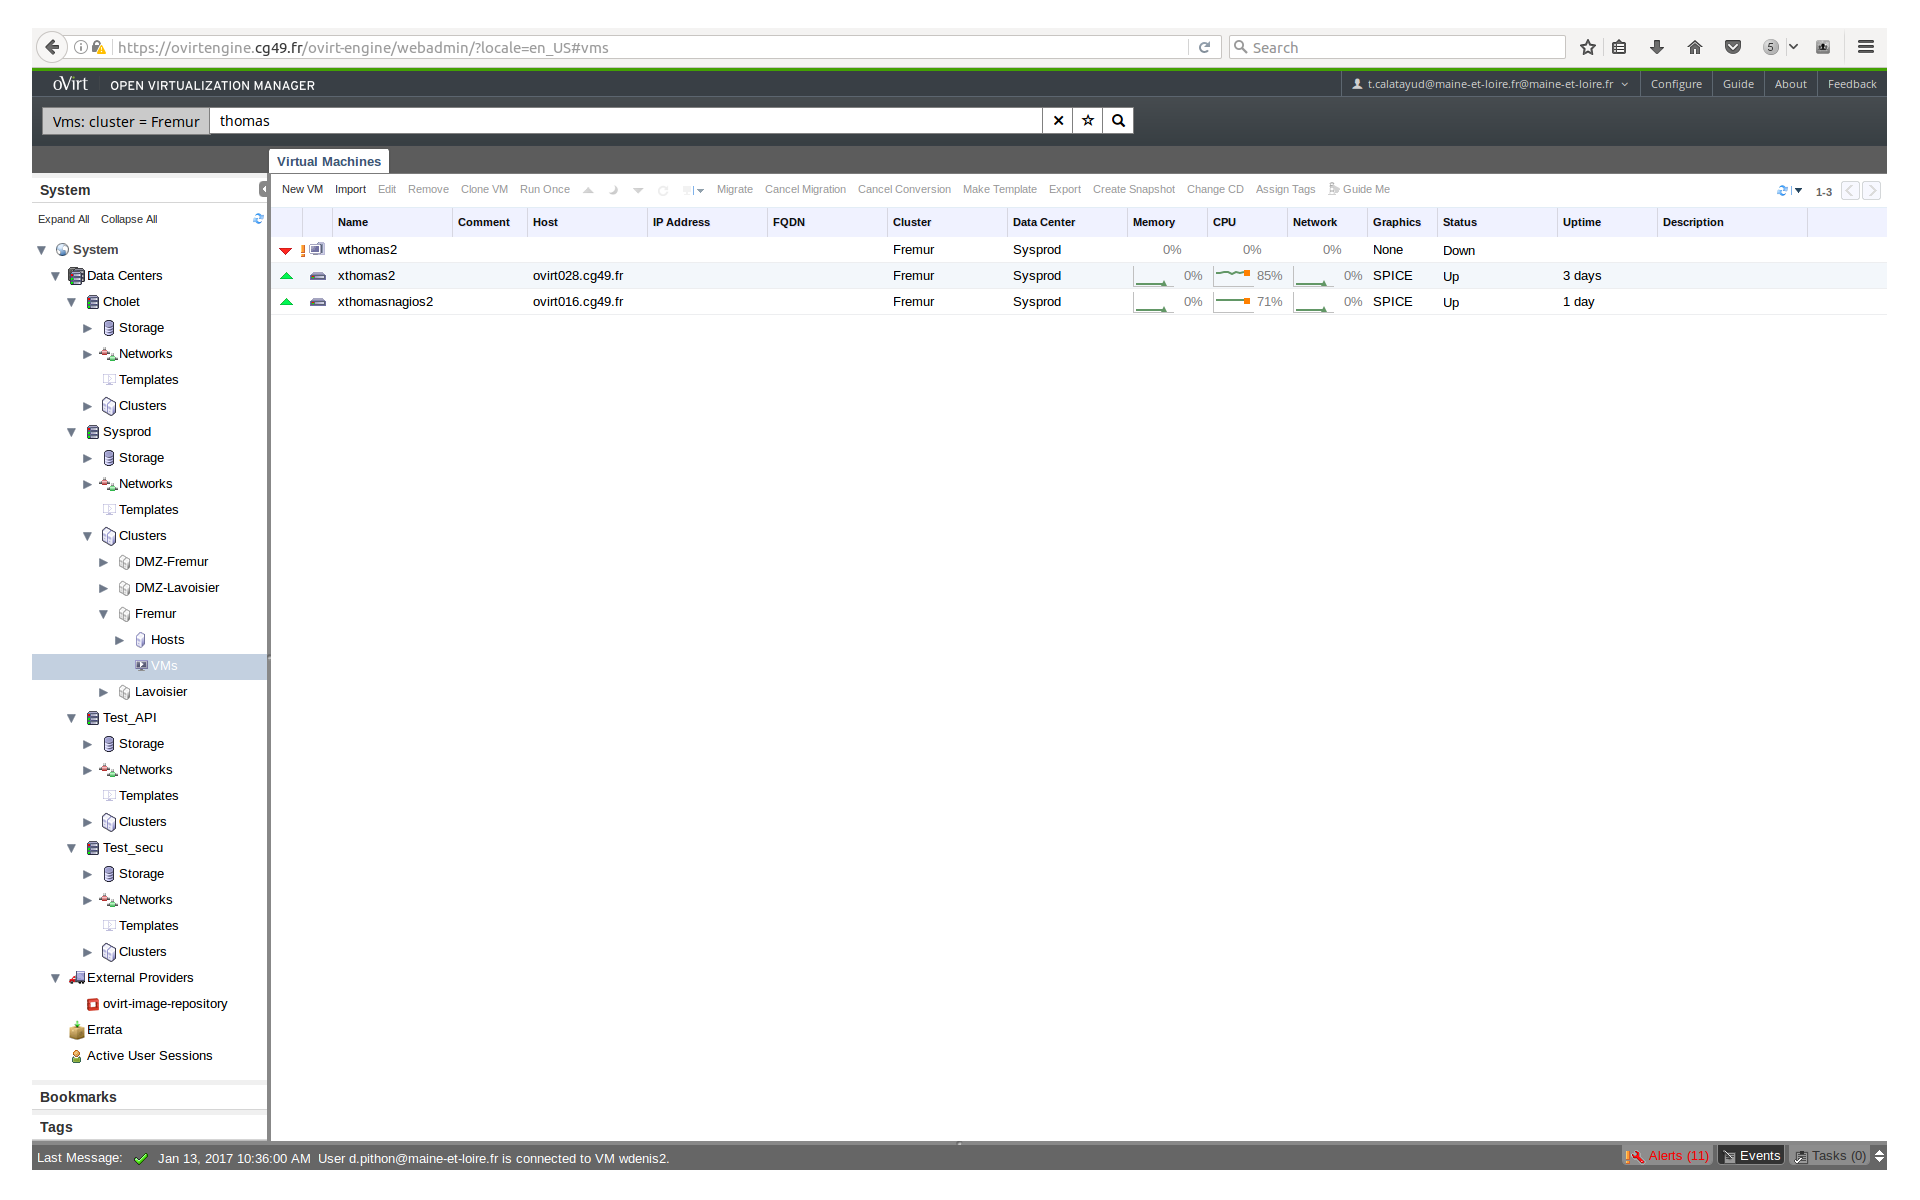 https://ovirtengine.cg49.fr/ovirt-engine/webadmin/?locale=en_US#vms
Search
5
oVirt OPEN VIRTUALIZATION MANAGER
t.calatayud@maine-et-loire.fr@maine-et-loire.fr Configure Guide About Feedback
Vms: cluster = Fremur thomas
Virtual Machines
System
New VM Import Edit Remove Clone VM Run Once Migrate Cancel Migration Cancel Conversion Make Template Export Create Snapshot Change CD Assign Tags Guide Me 1-3
Expand All Collapse All
Name Comment Host IP Address FQDN Cluster Data Center Memory CPU Network Graphics Status Uptime Description
wthomas2 Fremur Sysprod 0% 0% 0% None Down
xthomas2 ovirt028.cg49.fr Fremur Sysprod 0% 85% 0% SPICE Up 3 days
xthomasnagios2 ovirt016.cg49.fr Fremur Sysprod 0% 71% 0% SPICE Up 1 day
System
Data Centers
Cholet
Storage
Networks
Templates
Clusters
Sysprod
Storage
Networks
Templates
Clusters
DMZ-Fremur
DMZ-Lavoisier
Fremur
Hosts
VMs
Lavoisier
Test_API
Storage
Networks
Templates
Clusters
Test_secu
Storage
Networks
Templates
Clusters
External Providers
ovirt-image-repository
Errata
Active User Sessions
Bookmarks
Tags
Last Message: Jan 13, 2017 10:36:00 AM User d.pithon@maine-et-loire.fr is connected to VM wdenis2.
Alerts (11) Events Tasks (0)